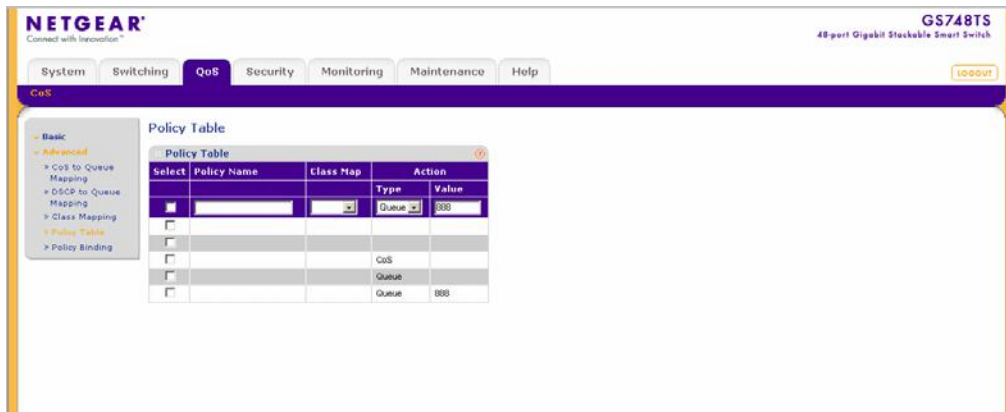 NETGEAR®
Connect with Innovation™
GS748TS
48-port Gigabit Stackable Smart Switch
System Switching QoS Security Monitoring Maintenance Help
LOGOUT
CoS
Basic
Advanced
» CoS to Queue
Mapping
» DSCP to Queue
Mapping
» Class Mapping
» Policy Table
» Policy Binding
Policy Table
Policy Table
Select Policy Name Class Map Action
Type Value
Queue 888
CoS
Queue
Queue 888